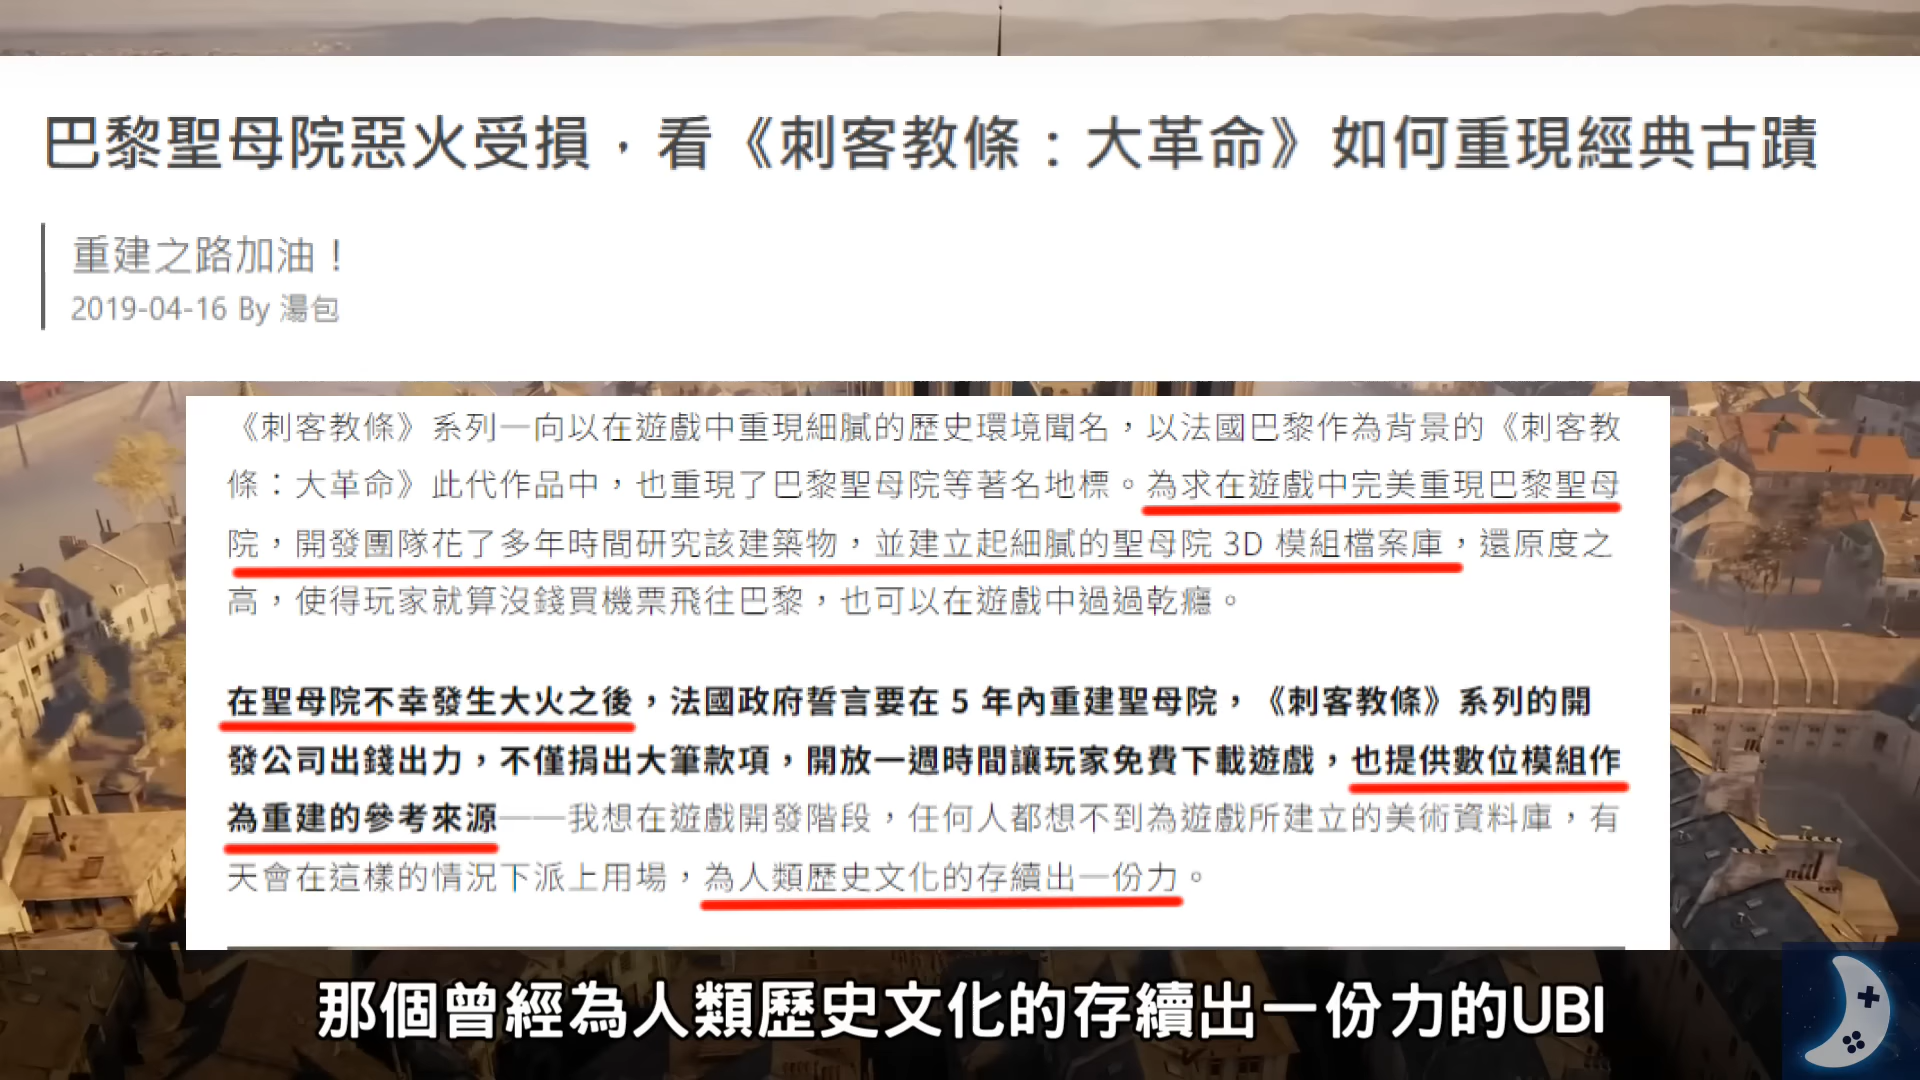 巴黎聖母院惡火受損，看《刺客教條：大革命》如何重現經典古蹟
重建之路加油！
2019-04-16 By 湯包
《刺客教條》系列一向以在遊戲中重現細膩的歷史環境聞名，以法國巴黎作為背景的《刺客教
條：大革命》此代作品中，也重現了巴黎聖母院等著名地標。為求在遊戲中完美重現巴黎聖母
院，開發團隊花了多年時間研究該建築物，並建立起細膩的聖母院 3D 模組檔案庫，還原度之
高，使得玩家就算沒錢買機票飛往巴黎，也可以在遊戲中過過乾癮。
在聖母院不幸發生大火之後，法國政府誓言要在 5 年內重建聖母院，《刺客教條》系列的開
發公司出錢出力，不僅捐出大筆款項，開放一週時間讓玩家免費下載遊戲，也提供數位模組作
為重建的參考來源——我想在遊戲開發階段，任何人都想不到為遊戲所建立的美術資料庫，有
天會在這樣的情況下派上用場，為人類歷史文化的存續出一份力。
那個曾經為人類歷史文化的存續出一份力的UBI